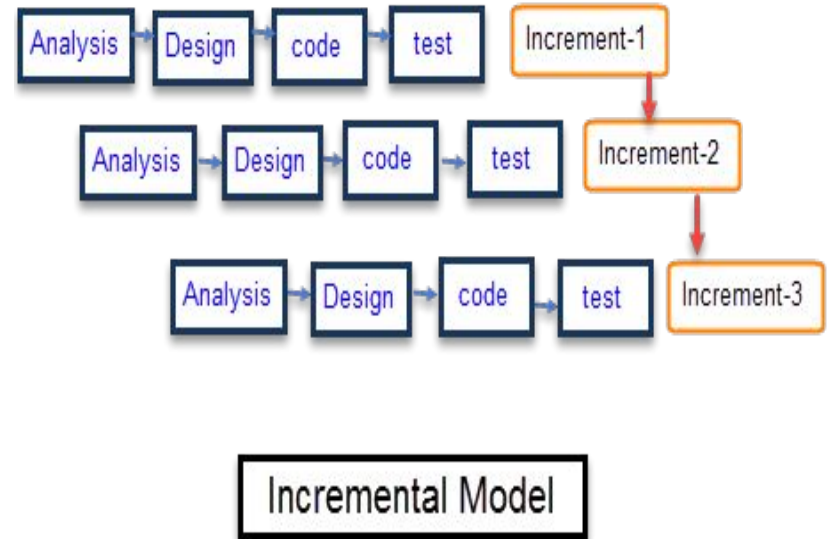 Analysis Design code test Increment-1
Analysis Design code test Increment-2
Analysis Design code test Increment-3
Incremental Model